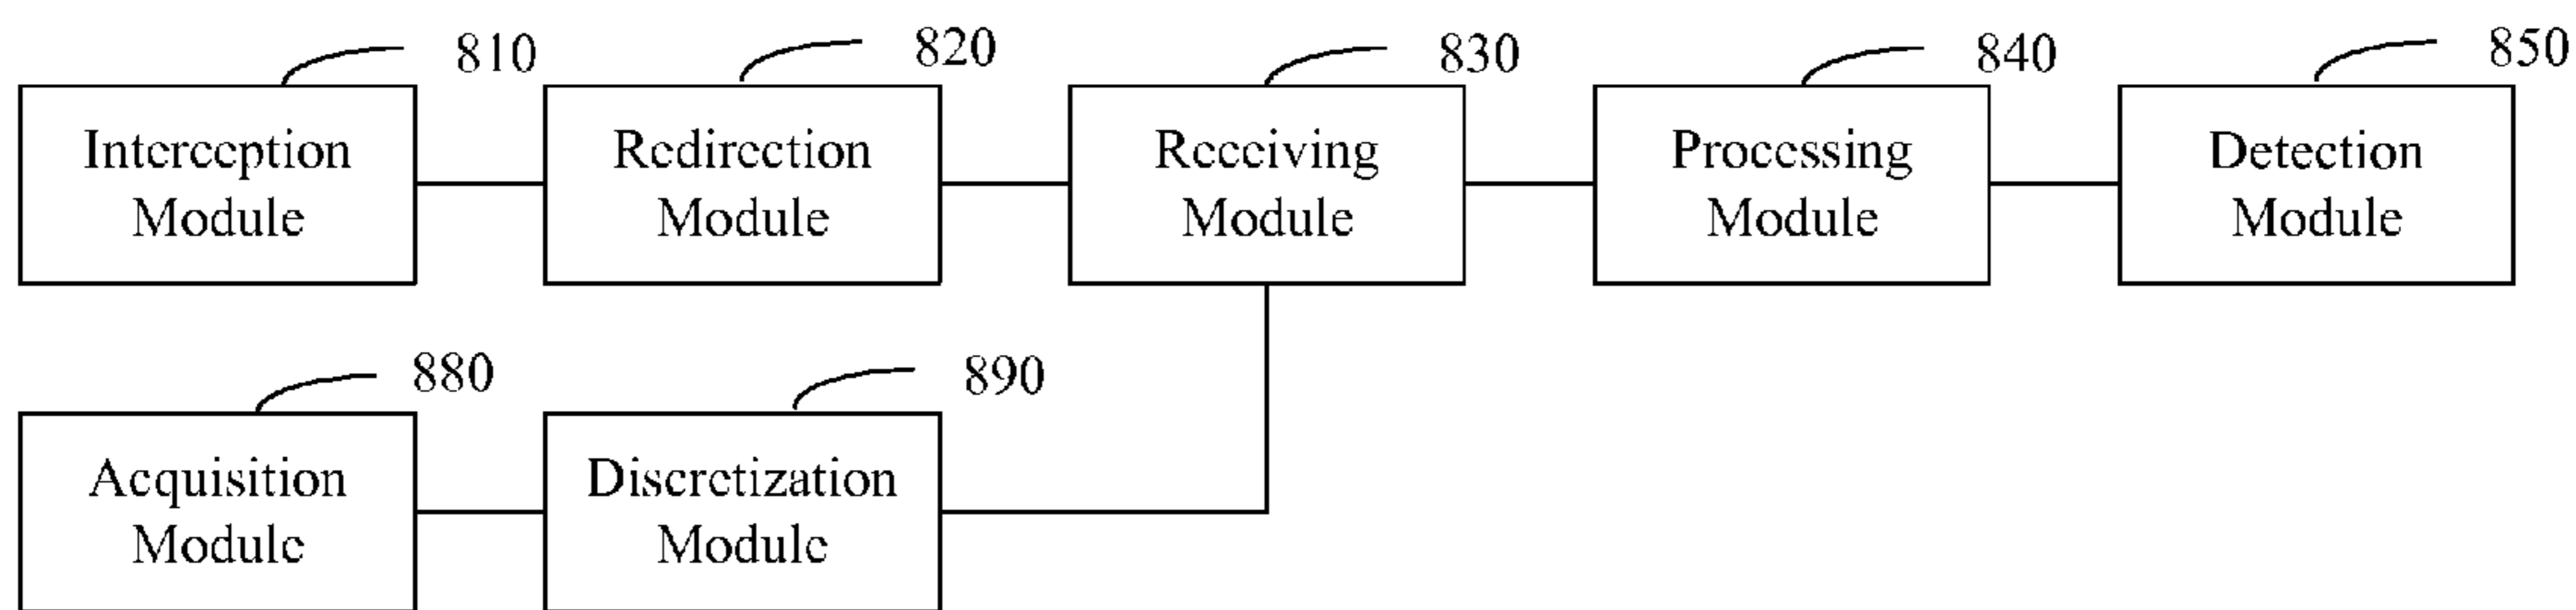 810
820
830
840
850
Interception
Module
Redirection
Module
Receiving
Module
Processing
Module
Detection
Module
880
890
Acquisition
Module
Discretization
Module